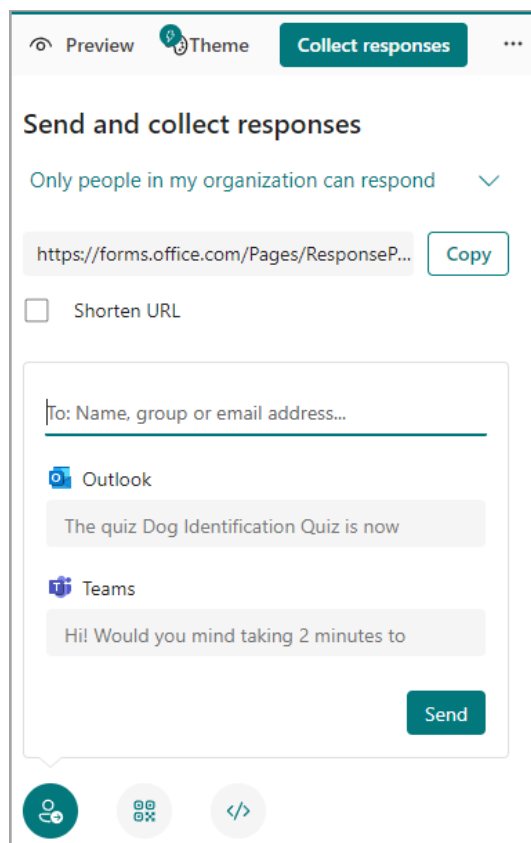 Preview Theme Collect responses ...
Send and collect responses
Only people in my organization can respond
https://forms.office.com/Pages/ResponseP... Copy
Shorten URL
To: Name, group or email address...
Outlook
The quiz Dog Identification Quiz is now
Teams
Hi! Would you mind taking 2 minutes to
Send